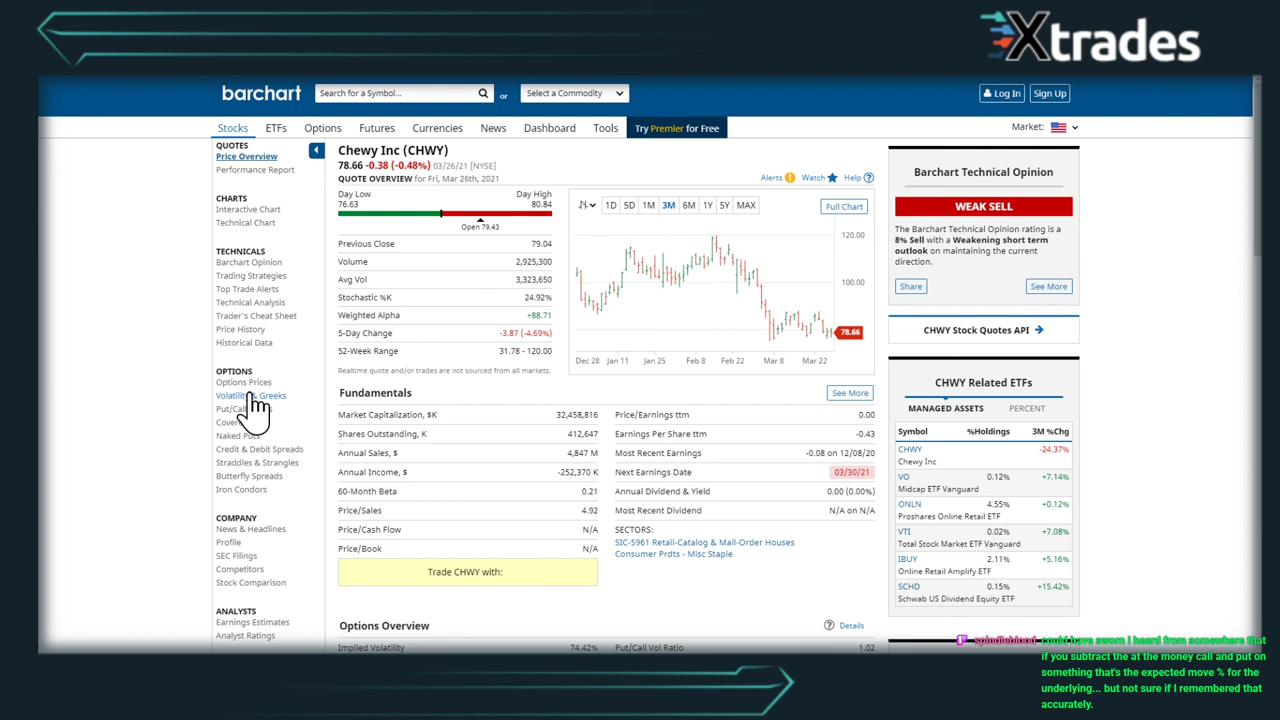 Xtrades
barchart
Search for a Symbol...
or
Select a Commodity
Log In
Sign Up
Stocks
ETFs
Options
Futures
Currencies
News
Dashboard
Tools
Try Premier for Free
Market:
QUOTES
Price Overview
Performance Report
CHARTS
Interactive Chart
Technical Chart
TECHNICALS
Barchart Opinion
Trading Strategies
Top Trade Alerts
Technical Analysis
Trader's Cheat Sheet
Price History
Historical Data
OPTIONS
Options Prices
Volatility & Greeks
Put/Call
Naked Puts
Credit & Debit Spreads
Straddles & Strangles
Butterfly Spreads
Iron Condors
COMPANY
News & Headlines
Profile
SEC Filings
Competitors
Stock Comparison
ANALYSTS
Earnings Estimates
Analyst Ratings
Chewy Inc (CHWY)
78.66 -0.38 (-0.48%) 03/26/21 [NYSE]
QUOTE OVERVIEW for Fri, Mar 26th, 2021
Alerts
Watch
Help
Day Low
Day High
76.63
80.84
Open 79.43
Previous Close 79.04
Volume 2,925,300
Avg Vol 3,323,650
Stochastic %K 24.92%
Weighted Alpha +88.71
5-Day Change -3.87 (-4.69%)
52-Week Range 31.78 - 120.00
Realtime quote and/or trades are not sourced from all markets.
1D 5D 1M 3M 6M 1Y 5Y MAX
Full Chart
120.00
100.00
78.66
Dec 28 Jan 11 Jan 25 Feb 8 Feb 22 Mar 8 Mar 22
Fundamentals
See More
Market Capitalization, $K 32,458,816
Shares Outstanding, K 412,647
Annual Sales, $ 4,847 M
Annual Income, $ -252,370 K
60-Month Beta 0.21
Price/Sales 4.92
Price/Cash Flow N/A
Price/Book N/A
Price/Earnings ttm 0.00
Earnings Per Share ttm -0.43
Most Recent Earnings -0.08 on 12/08/20
Next Earnings Date 03/30/21
Annual Dividend & Yield 0.00 (0.00%)
Most Recent Dividend N/A on N/A
SECTORS:
SIC-5961 Retail-Catalog & Mail-Order Houses
Consumer Prdts - Misc Staple
Trade CHWY with:
Options Overview
Details
Implied Volatility 74.42%
Put/Call Vol Ratio 1.02
Barchart Technical Opinion
WEAK SELL
The Barchart Technical Opinion rating is a
8% Sell with a Weakening short term
outlook on maintaining the current
direction.
Share
See More
CHWY Stock Quotes API
CHWY Related ETFs
MANAGED ASSETS
PERCENT
Symbol %Holdings 3M %Chg
CHWY -24.37%
Chewy Inc
VO 0.12% +7.14%
Midcap ETF Vanguard
ONLN 4.55% +0.12%
Proshares Online Retail ETF
VTI 0.02% +7.08%
Total Stock Market ETF Vanguard
IBUY 2.11% +5.16%
Online Retail Amplify ETF
SCHD 0.15% +15.42%
Schwab US Dividend Equity ETF
spindleblood could have sworn I heard from somewhere that
if you subtract the at the money call and put on
something that's the expected move % for the
underlying... but not sure if I remembered that
accurately.